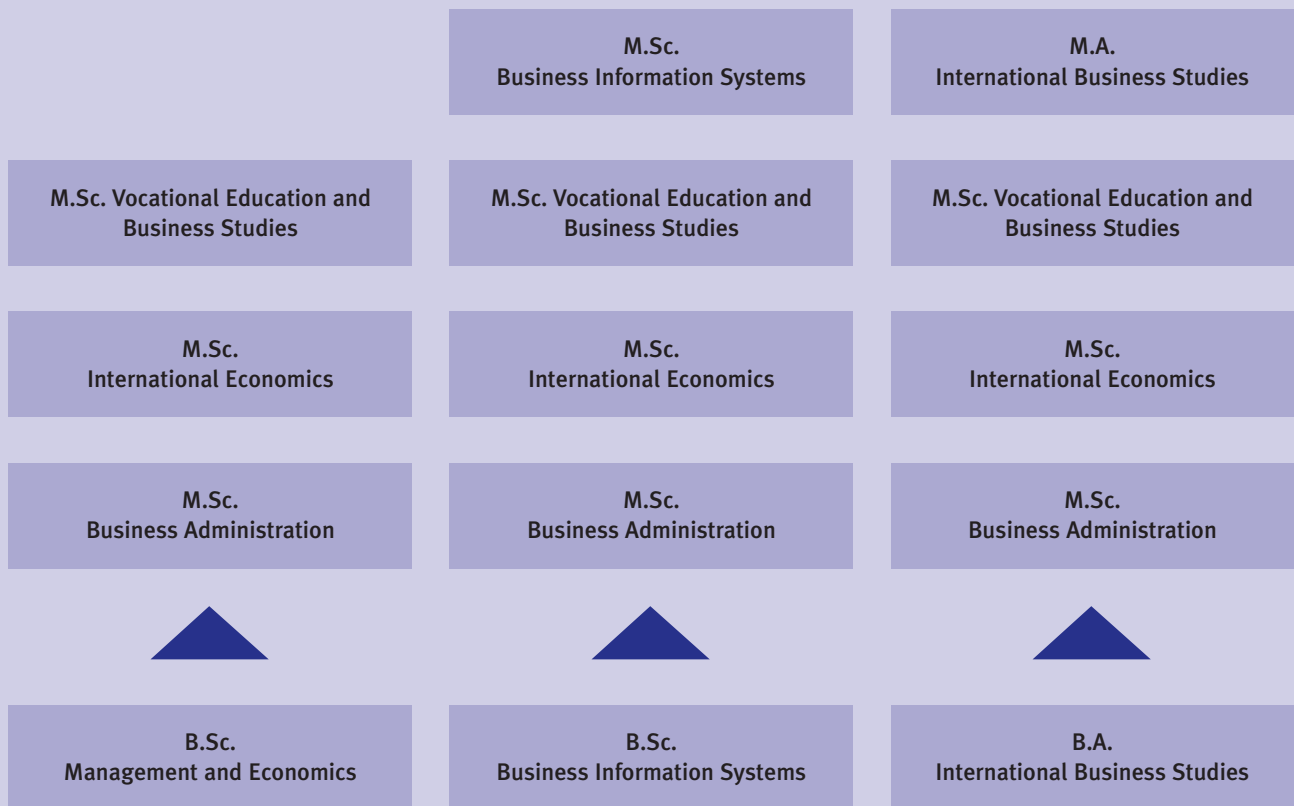 M.Sc.
Business Information Systems
M.A.
International Business Studies
M.Sc. Vocational Education and
Business Studies
M.Sc. Vocational Education and
Business Studies
M.Sc. Vocational Education and
Business Studies
M.Sc.
International Economics
M.Sc.
International Economics
M.Sc.
International Economics
M.Sc.
Business Administration
M.Sc.
Business Administration
M.Sc.
Business Administration
B.Sc.
Management and Economics
B.Sc.
Business Information Systems
B.A.
International Business Studies